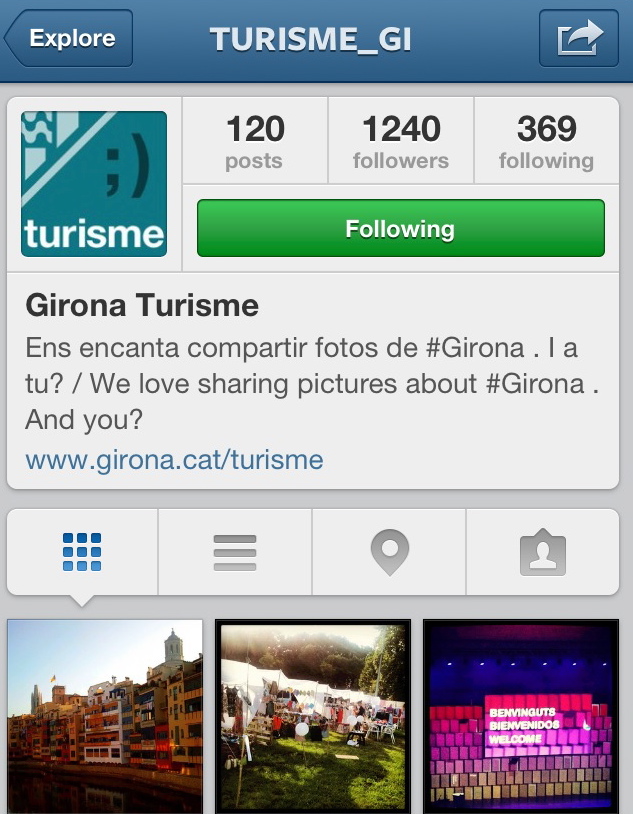 Explore
TURISME_GI
;)
turisme
120
posts
1240
followers
369
following
Following
Girona Turisme
Ens encanta compartir fotos de #Girona . I a
tu? / We love sharing pictures about #Girona .
And you?
www.girona.cat/turisme
BENVINGUTS
BIENVENIDOS
WELCOME